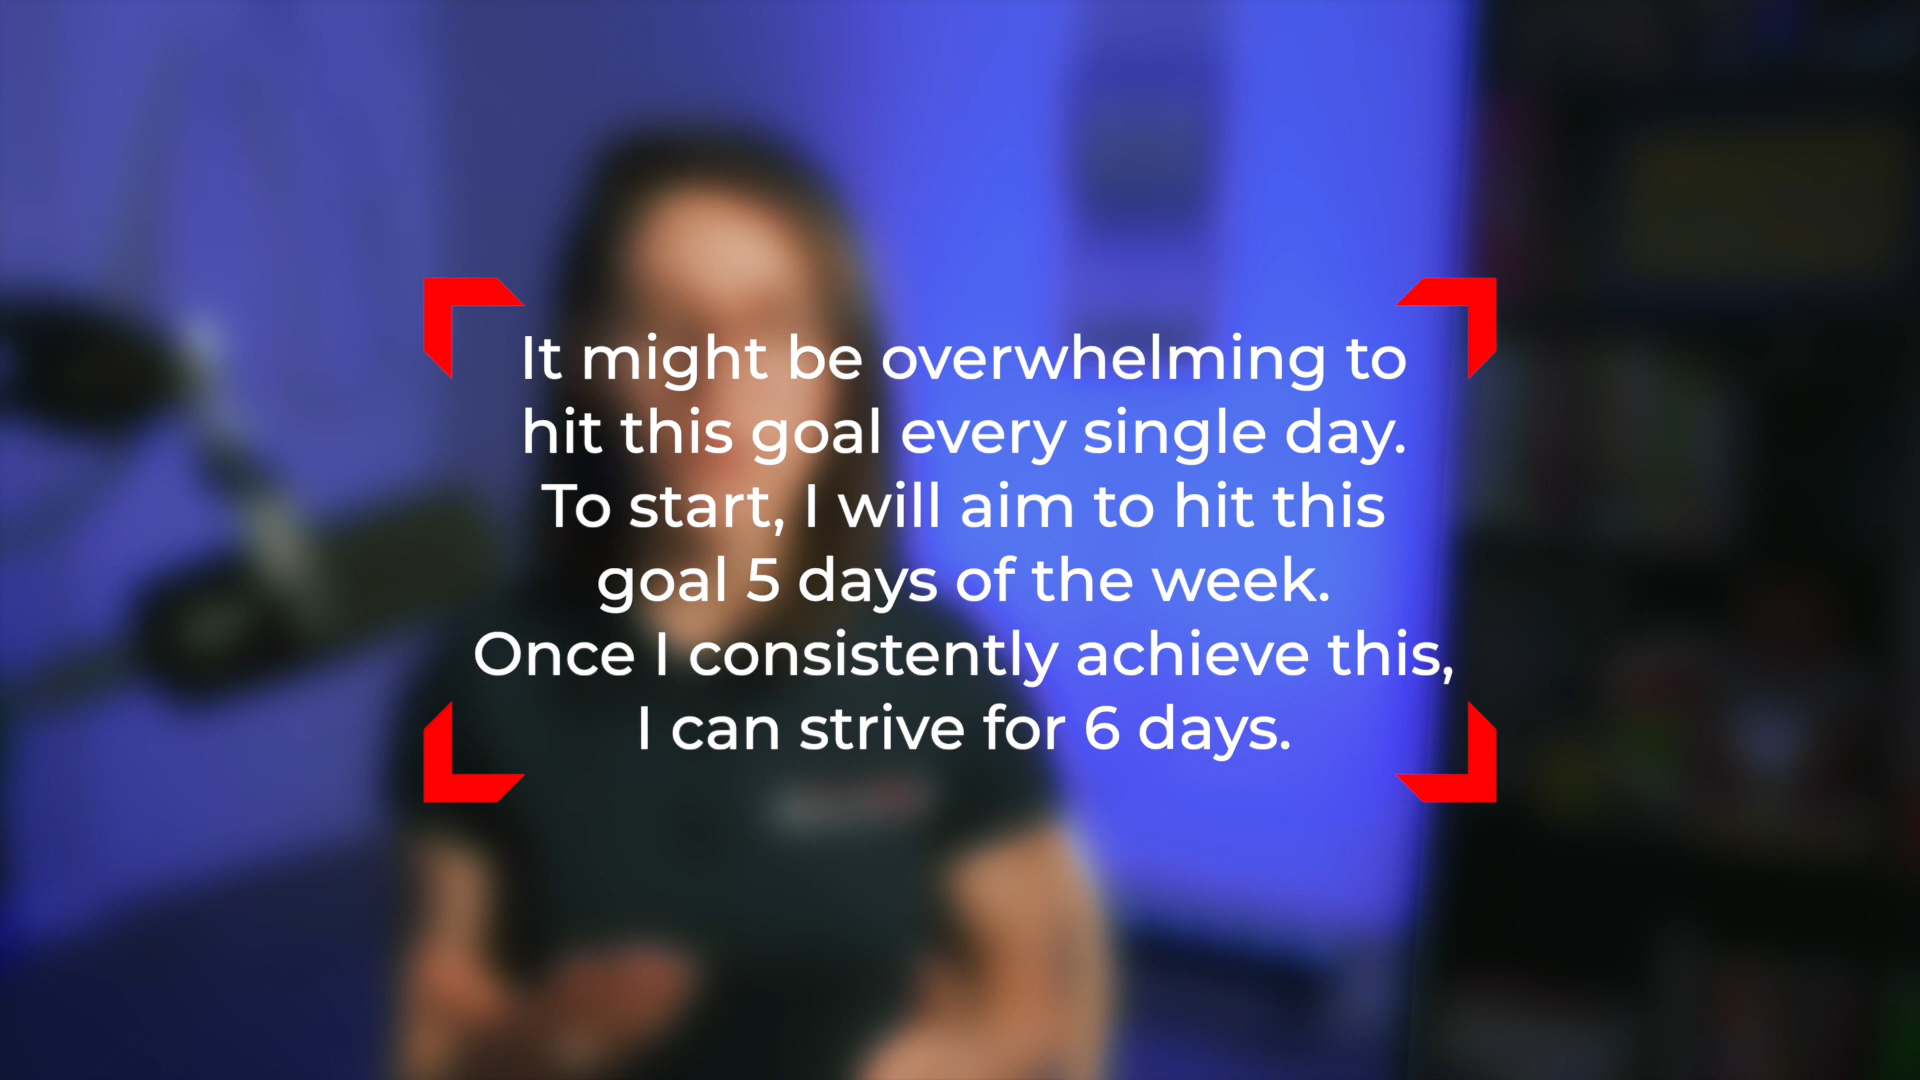 It might be overwhelming to
hit this goal every single day.
To start, I will aim to hit this
goal 5 days of the week.
Once I consistently achieve this,
I can strive for 6 days.